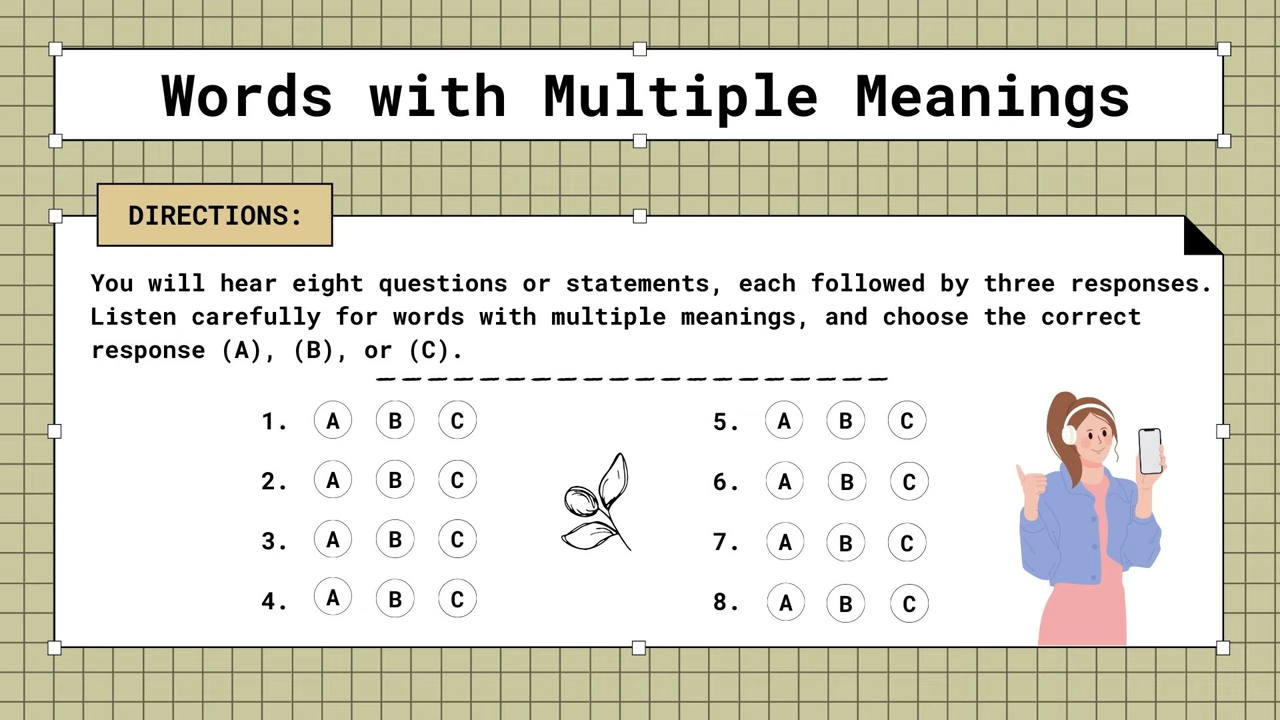 Words with Multiple Meanings
DIRECTIONS:
You will hear eight questions or statements, each followed by three responses.
Listen carefully for words with multiple meanings, and choose the correct
response (A), (B), or (C).
1. A B C
2. A B C
3. A B C
4. A B C
5. A B C
6. A B C
7. A B C
8. A B C